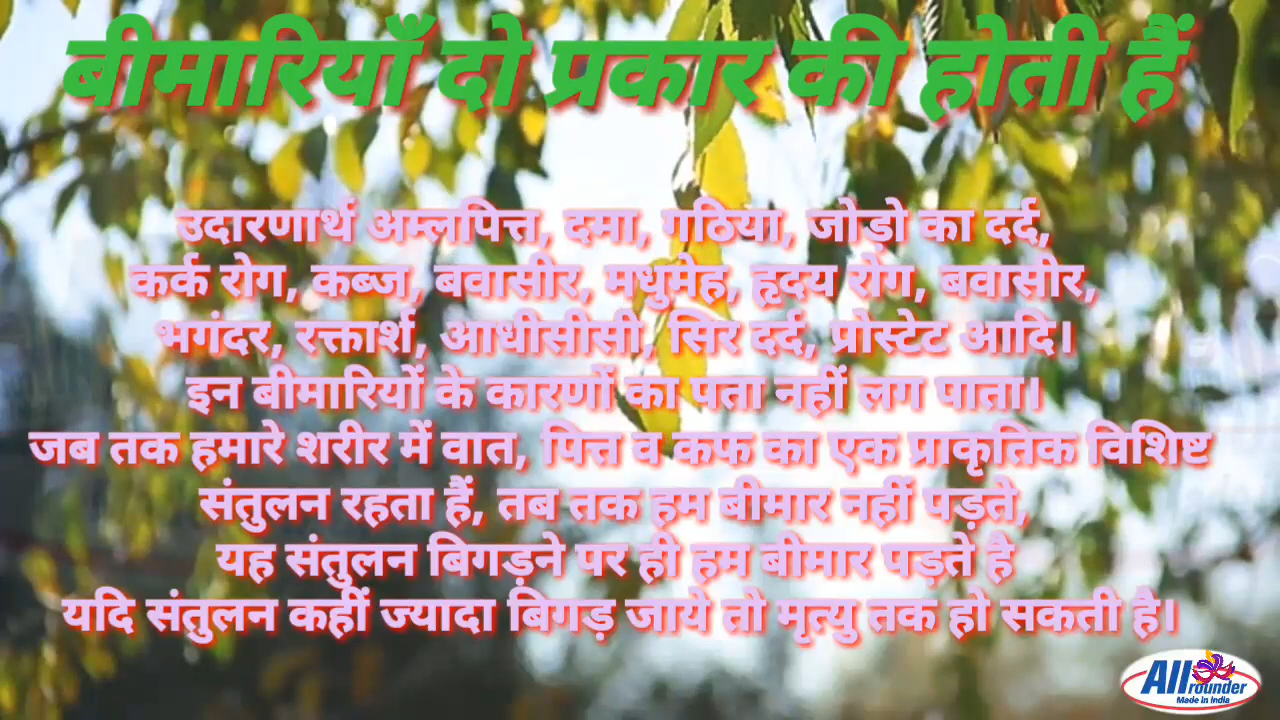 बीमारियाँ दो प्रकार की होती हैं
उदारणार्थ अम्लपित्त, दमा, गठिया, जोड़ो का दर्द,
कर्क रोग, कब्ज, बवासीर, मधुमेह, हृदय रोग, बवासीर,
भगंदर, रक्तार्श, आधीसीसी, सिर दर्द, प्रोस्टेट आदि।
इन बीमारियों के कारणों का पता नहीं लग पाता।
जब तक हमारे शरीर में वात, पित्त व कफ का एक प्राकृतिक विशिष्ट
संतुलन रहता हैं, तब तक हम बीमार नहीं पड़ते,
यह संतुलन बिगड़ने पर ही हम बीमार पड़ते है
यदि संतुलन कहीं ज्यादा बिगड़ जाये तो मृत्यु तक हो सकती है।
All rounder
Made in India